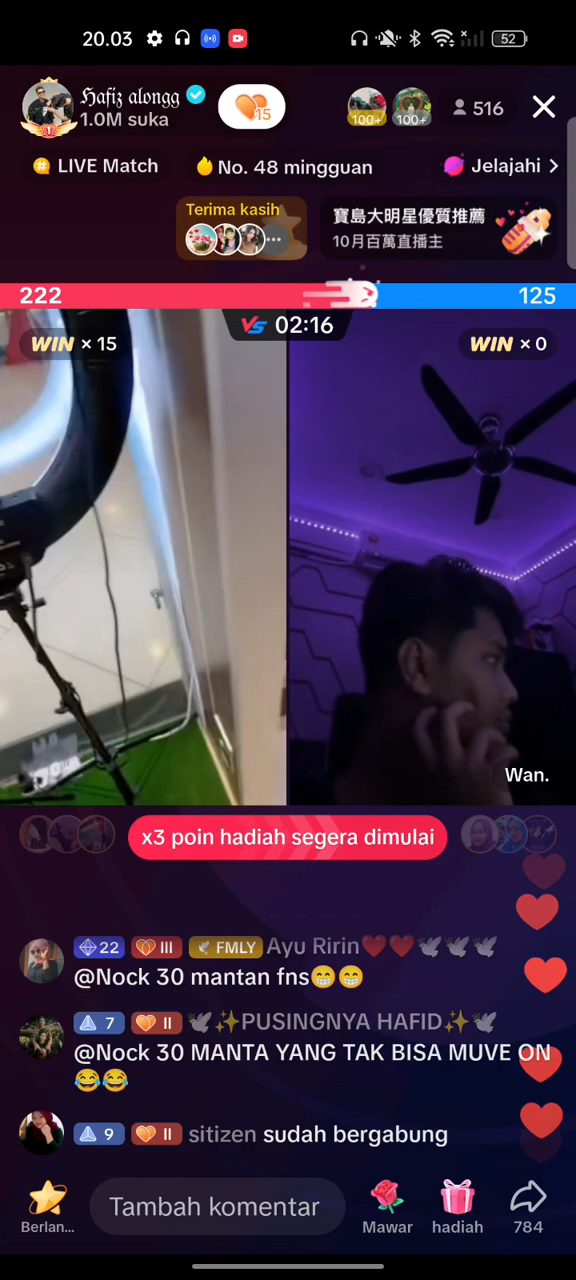 20.03
52
Hafiz alongg
1.0M suka
15
100+
100+
516
LIVE Match
No. 48 mingguan
Jelajahi
Terima kasih
寶島大明星優質推薦
10月百萬直播主
222
125
VS 02:16
WIN × 15
WIN × 0
Wan.
x3 poin hadiah segera dimulai
22 III FMLY Ayu Ririn❤️❤️🕊️🕊️🕊️
@Nock 30 mantan fns😁😁
7 II 🕊️✨PUSINGNYA HAFID✨🕊️
@Nock 30 MANTA YANG TAK BISA MUVE ON
😂😂
9 II sitizen sudah bergabung
Berlan...
Tambah komentar
Mawar
hadiah
784